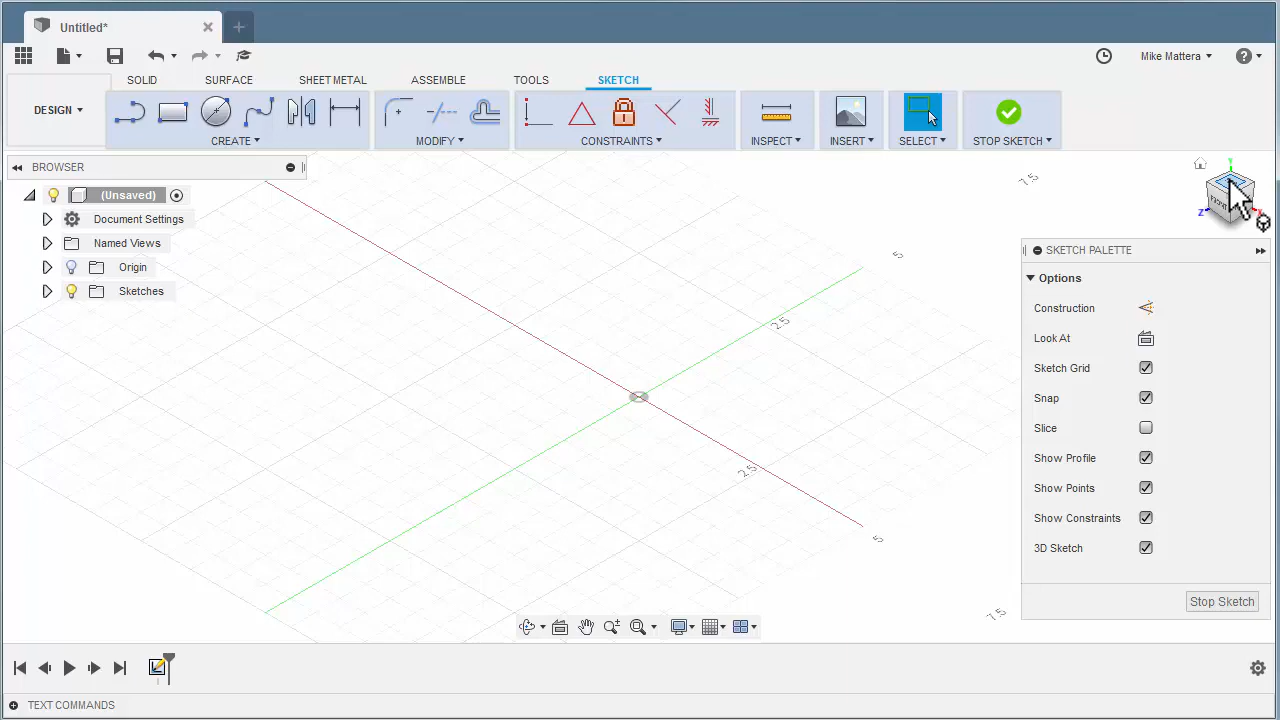 Untitled*
Mike Mattera
SOLID SURFACE SHEET METAL ASSEMBLE TOOLS SKETCH
DESIGN
CREATE MODIFY CONSTRAINTS INSPECT INSERT SELECT STOP SKETCH
BROWSER
(Unsaved)
Document Settings
Named Views
Origin
Sketches
7.5
Y
FRONT
Z X
5
2.5
2.5
5
7.5
SKETCH PALETTE
Options
Construction
Look At
Sketch Grid
Snap
Slice
Show Profile
Show Points
Show Constraints
3D Sketch
Stop Sketch
TEXT COMMANDS